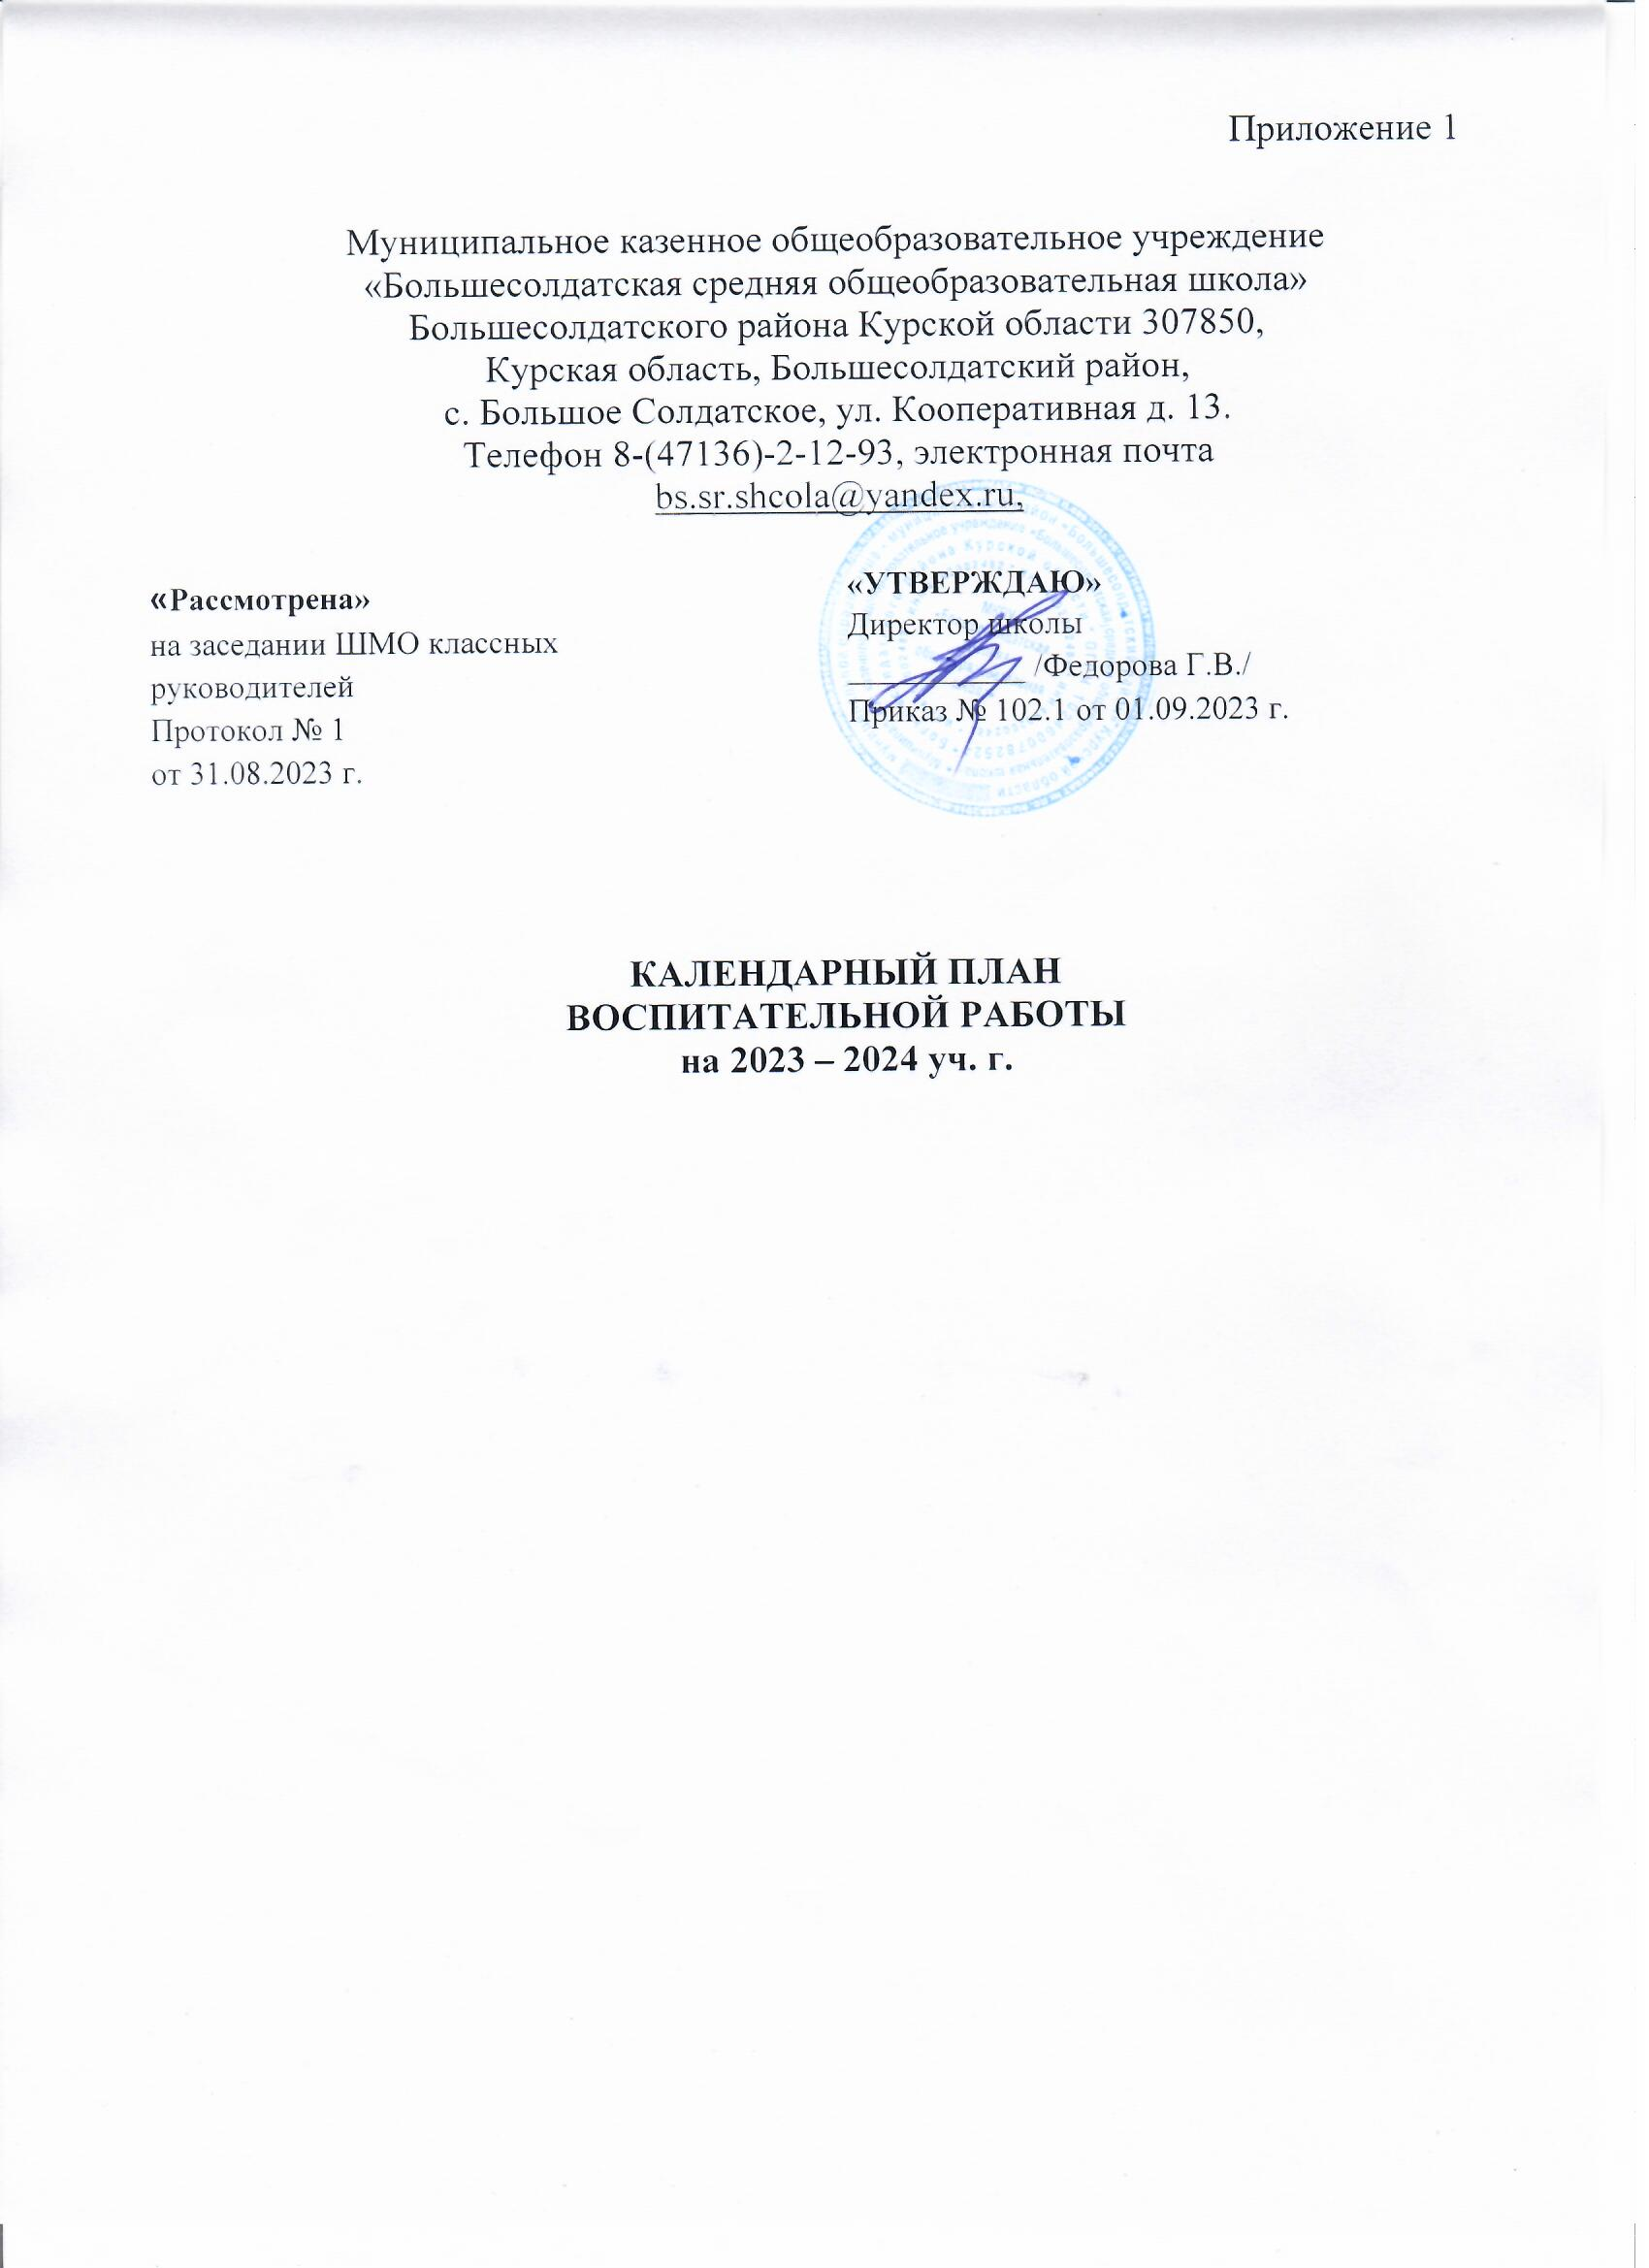 Приложение 1
Муниципальное казенное общеобразовательное учреждение
«Большесолдатская средняя общеобразовательная школа»
Большесолдатского района Курской области 307850,
Курская область, Большесолдатский район,
с. Большое Солдатское, ул. Кооперативная д. 13.
Телефон 8-(47136)-2-12-93, электронная почта
bs.sr.shcola@yandex.ru,
«Рассмотрена»
на заседании ШМО классных
руководителей
Протокол № 1
от 31.08.2023 г.
«УТВЕРЖДАЮ»
Директор школы
____________ /Федорова Г.В./
Приказ № 102.1 от 01.09.2023 г.
КАЛЕНДАРНЫЙ ПЛАН
ВОСПИТАТЕЛЬНОЙ РАБОТЫ
на 2023 – 2024 уч. г.